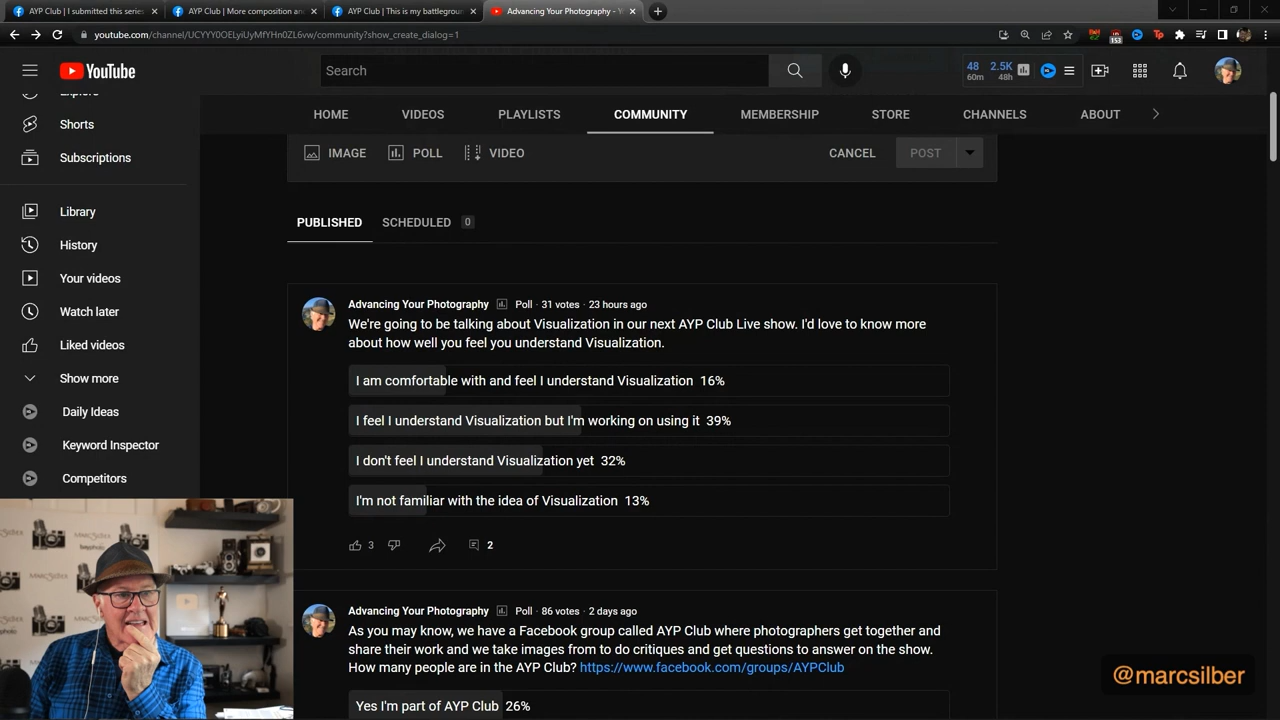 AYP Club | I submitted this series
AYP Club | More composition an
AYP Club | This is my battlegroun
Advancing Your Photography - Y
youtube.com/channel/UCYYY0OELyiUyMfYHn0ZL6vw/community?show_create_dialog=1
153
YouTube
Search
48 2.5K
60m 48h
Explore
Shorts
Subscriptions
Library
History
Your videos
Watch later
Liked videos
Show more
Daily Ideas
Keyword Inspector
Competitors
HOME VIDEOS PLAYLISTS COMMUNITY MEMBERSHIP STORE CHANNELS ABOUT
IMAGE POLL VIDEO CANCEL POST
PUBLISHED SCHEDULED 0
Advancing Your Photography Poll · 31 votes · 23 hours ago
We're going to be talking about Visualization in our next AYP Club Live show. I'd love to know more
about how well you feel you understand Visualization.
I am comfortable with and feel I understand Visualization 16%
I feel I understand Visualization but I'm working on using it 39%
I don't feel I understand Visualization yet 32%
I'm not familiar with the idea of Visualization 13%
3 2
Advancing Your Photography Poll · 86 votes · 2 days ago
As you may know, we have a Facebook group called AYP Club where photographers get together and
share their work and we take images from to do critiques and get questions to answer on the show.
How many people are in the AYP Club? https://www.facebook.com/groups/AYPClub
Yes I'm part of AYP Club 26%
MARC SILBER
@marcsilber